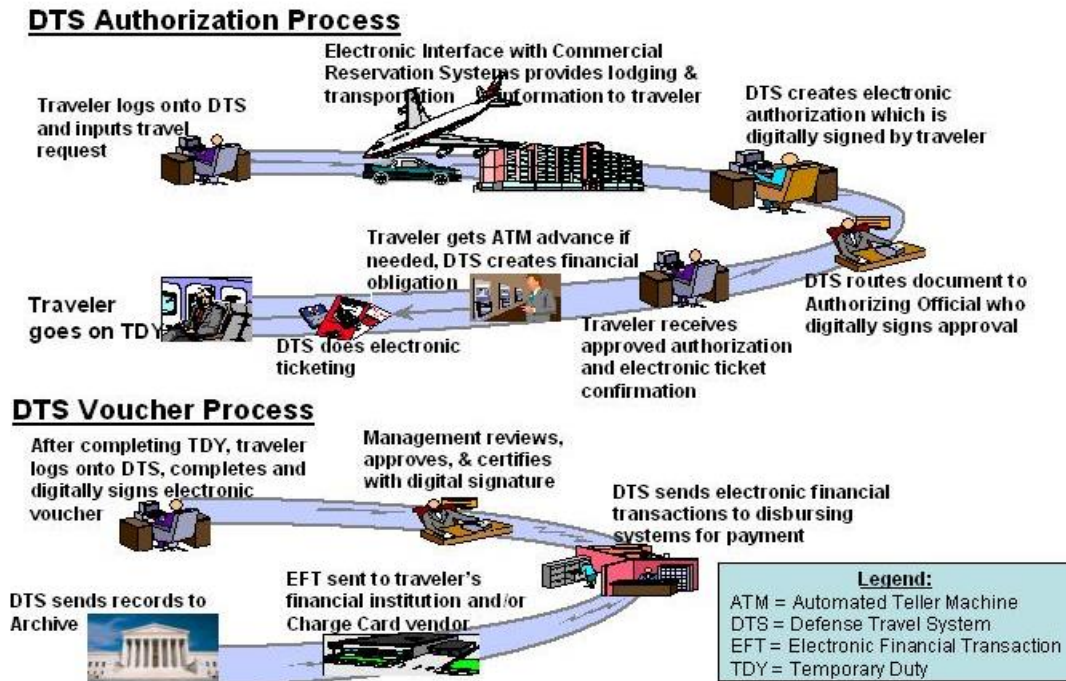 DTS Authorization Process
Electronic Interface with Commercial
Reservation Systems provides lodging &
transportation information to traveler
Traveler logs onto DTS
and inputs travel
request
DTS creates electronic
authorization which is
digitally signed by traveler
DTS routes document to
Authorizing Official who
digitally signs approval
Traveler receives
approved authorization
and electronic ticket
confirmation
Traveler gets ATM advance if
needed, DTS creates financial
obligation
DTS does electronic
ticketing
Traveler
goes on TDY
DTS Voucher Process
After completing TDY, traveler
logs onto DTS, completes and
digitally signs electronic
voucher
Management reviews,
approves, & certifies
with digital signature
DTS sends electronic financial
transactions to disbursing
systems for payment
EFT sent to traveler's
financial institution and/or
Charge Card vendor
DTS sends records to
Archive
Legend:
ATM = Automated Teller Machine
DTS = Defense Travel System
EFT = Electronic Financial Transaction
TDY = Temporary Duty